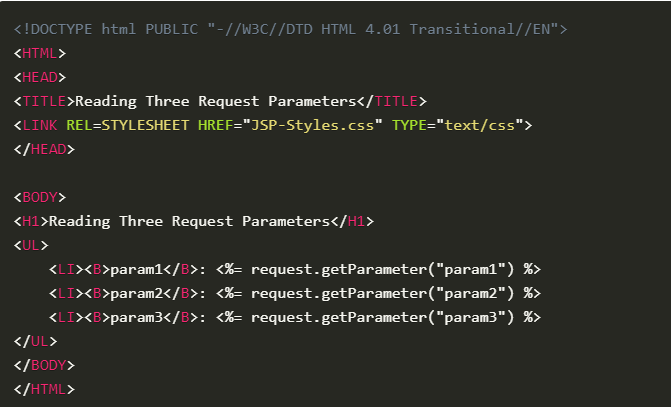 <!DOCTYPE html PUBLIC "-//W3C//DTD HTML 4.01 Transitional//EN">
<HTML>
<HEAD>
<TITLE>Reading Three Request Parameters</TITLE>
<LINK REL=STYLESHEET HREF="JSP-Styles.css" TYPE="text/css">
</HEAD>

<BODY>
<H1>Reading Three Request Parameters</H1>
<UL>
    <LI><B>param1</B>: <%= request.getParameter("param1") %>
    <LI><B>param2</B>: <%= request.getParameter("param2") %>
    <LI><B>param3</B>: <%= request.getParameter("param3") %>
</UL>
</BODY>
</HTML>